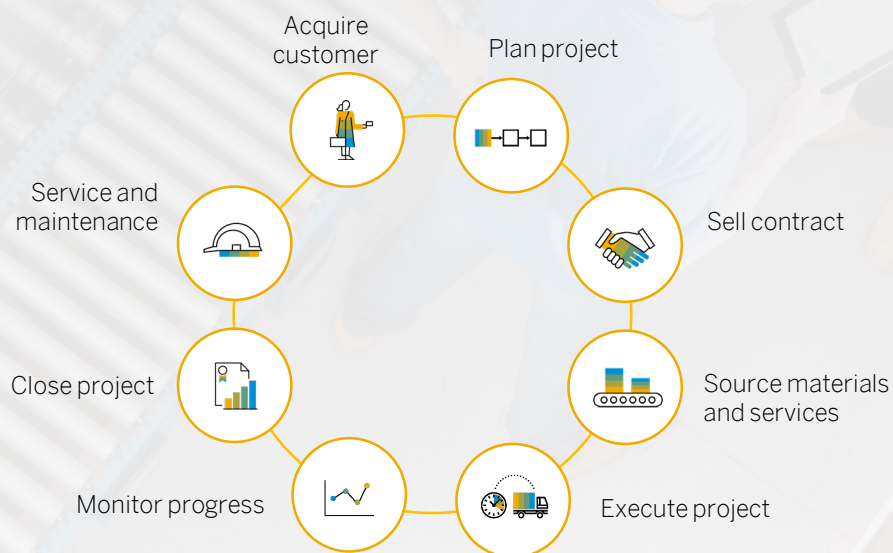 Acquire
customer
Plan project
Sell contract
Source materials
and services
Execute project
Monitor progress
Close project
Service and
maintenance